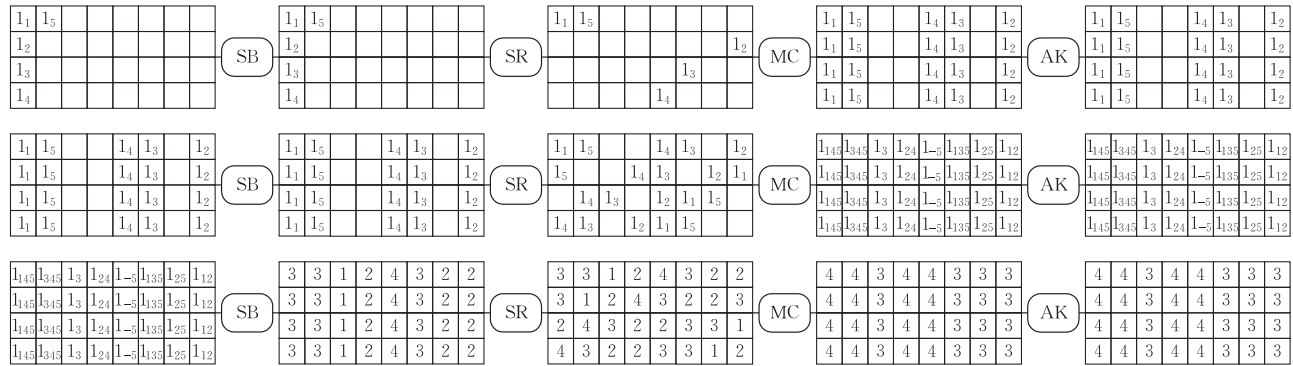 1₁ 1₅ 1₁ 1₅ 1₁ 1₅ 1₁ 1₅ 1₄ 1₃ 1₂ 1₁ 1₅ 1₄ 1₃ 1₂
1₂ 1₂ 1₂ 1₁ 1₅ 1₄ 1₃ 1₂ 1₁ 1₅ 1₄ 1₃ 1₂
SB SR MC AK
1₃ 1₃ 1₃ 1₁ 1₅ 1₄ 1₃ 1₂ 1₁ 1₅ 1₄ 1₃ 1₂
1₄ 1₄ 1₄ 1₁ 1₅ 1₄ 1₃ 1₂ 1₁ 1₅ 1₄ 1₃ 1₂
1₁ 1₅ 1₄ 1₃ 1₂ 1₁ 1₅ 1₄ 1₃ 1₂ 1₁ 1₅ 1₄ 1₃ 1₂ 1₁₄₅ 1₃₄₅ 1₃ 1₂₄ 1₋₅ 1₁₃₅ 1₂₅ 1₁₂ 1₁₄₅ 1₃₄₅ 1₃ 1₂₄ 1₋₅ 1₁₃₅ 1₂₅ 1₁₂
1₁ 1₅ 1₄ 1₃ 1₂ 1₁ 1₅ 1₄ 1₃ 1₂ 1₅ 1₄ 1₃ 1₂ 1₁ 1₁₄₅ 1₃₄₅ 1₃ 1₂₄ 1₋₅ 1₁₃₅ 1₂₅ 1₁₂ 1₁₄₅ 1₃₄₅ 1₃ 1₂₄ 1₋₅ 1₁₃₅ 1₂₅ 1₁₂
SB SR MC AK
1₁ 1₅ 1₄ 1₃ 1₂ 1₁ 1₅ 1₄ 1₃ 1₂ 1₄ 1₃ 1₂ 1₁ 1₅ 1₁₄₅ 1₃₄₅ 1₃ 1₂₄ 1₋₅ 1₁₃₅ 1₂₅ 1₁₂ 1₁₄₅ 1₃₄₅ 1₃ 1₂₄ 1₋₅ 1₁₃₅ 1₂₅ 1₁₂
1₁ 1₅ 1₄ 1₃ 1₂ 1₁ 1₅ 1₄ 1₃ 1₂ 1₄ 1₃ 1₂ 1₁ 1₅ 1₁₄₅ 1₃₄₅ 1₃ 1₂₄ 1₋₅ 1₁₃₅ 1₂₅ 1₁₂ 1₁₄₅ 1₃₄₅ 1₃ 1₂₄ 1₋₅ 1₁₃₅ 1₂₅ 1₁₂
1₁₄₅ 1₃₄₅ 1₃ 1₂₄ 1₋₅ 1₁₃₅ 1₂₅ 1₁₂ 3 3 1 2 4 3 2 2 3 3 1 2 4 3 2 2 4 4 3 4 4 3 3 3 4 4 3 4 4 3 3 3
1₁₄₅ 1₃₄₅ 1₃ 1₂₄ 1₋₅ 1₁₃₅ 1₂₅ 1₁₂ 3 3 1 2 4 3 2 2 3 1 2 4 3 2 2 3 4 4 3 4 4 3 3 3 4 4 3 4 4 3 3 3
SB SR MC AK
1₁₄₅ 1₃₄₅ 1₃ 1₂₄ 1₋₅ 1₁₃₅ 1₂₅ 1₁₂ 3 3 1 2 4 3 2 2 2 4 3 2 2 3 3 1 4 4 3 4 4 3 3 3 4 4 3 4 4 3 3 3
1₁₄₅ 1₃₄₅ 1₃ 1₂₄ 1₋₅ 1₁₃₅ 1₂₅ 1₁₂ 3 3 1 2 4 3 2 2 4 3 2 2 3 3 1 2 4 4 3 4 4 3 3 3 4 4 3 4 4 3 3 3